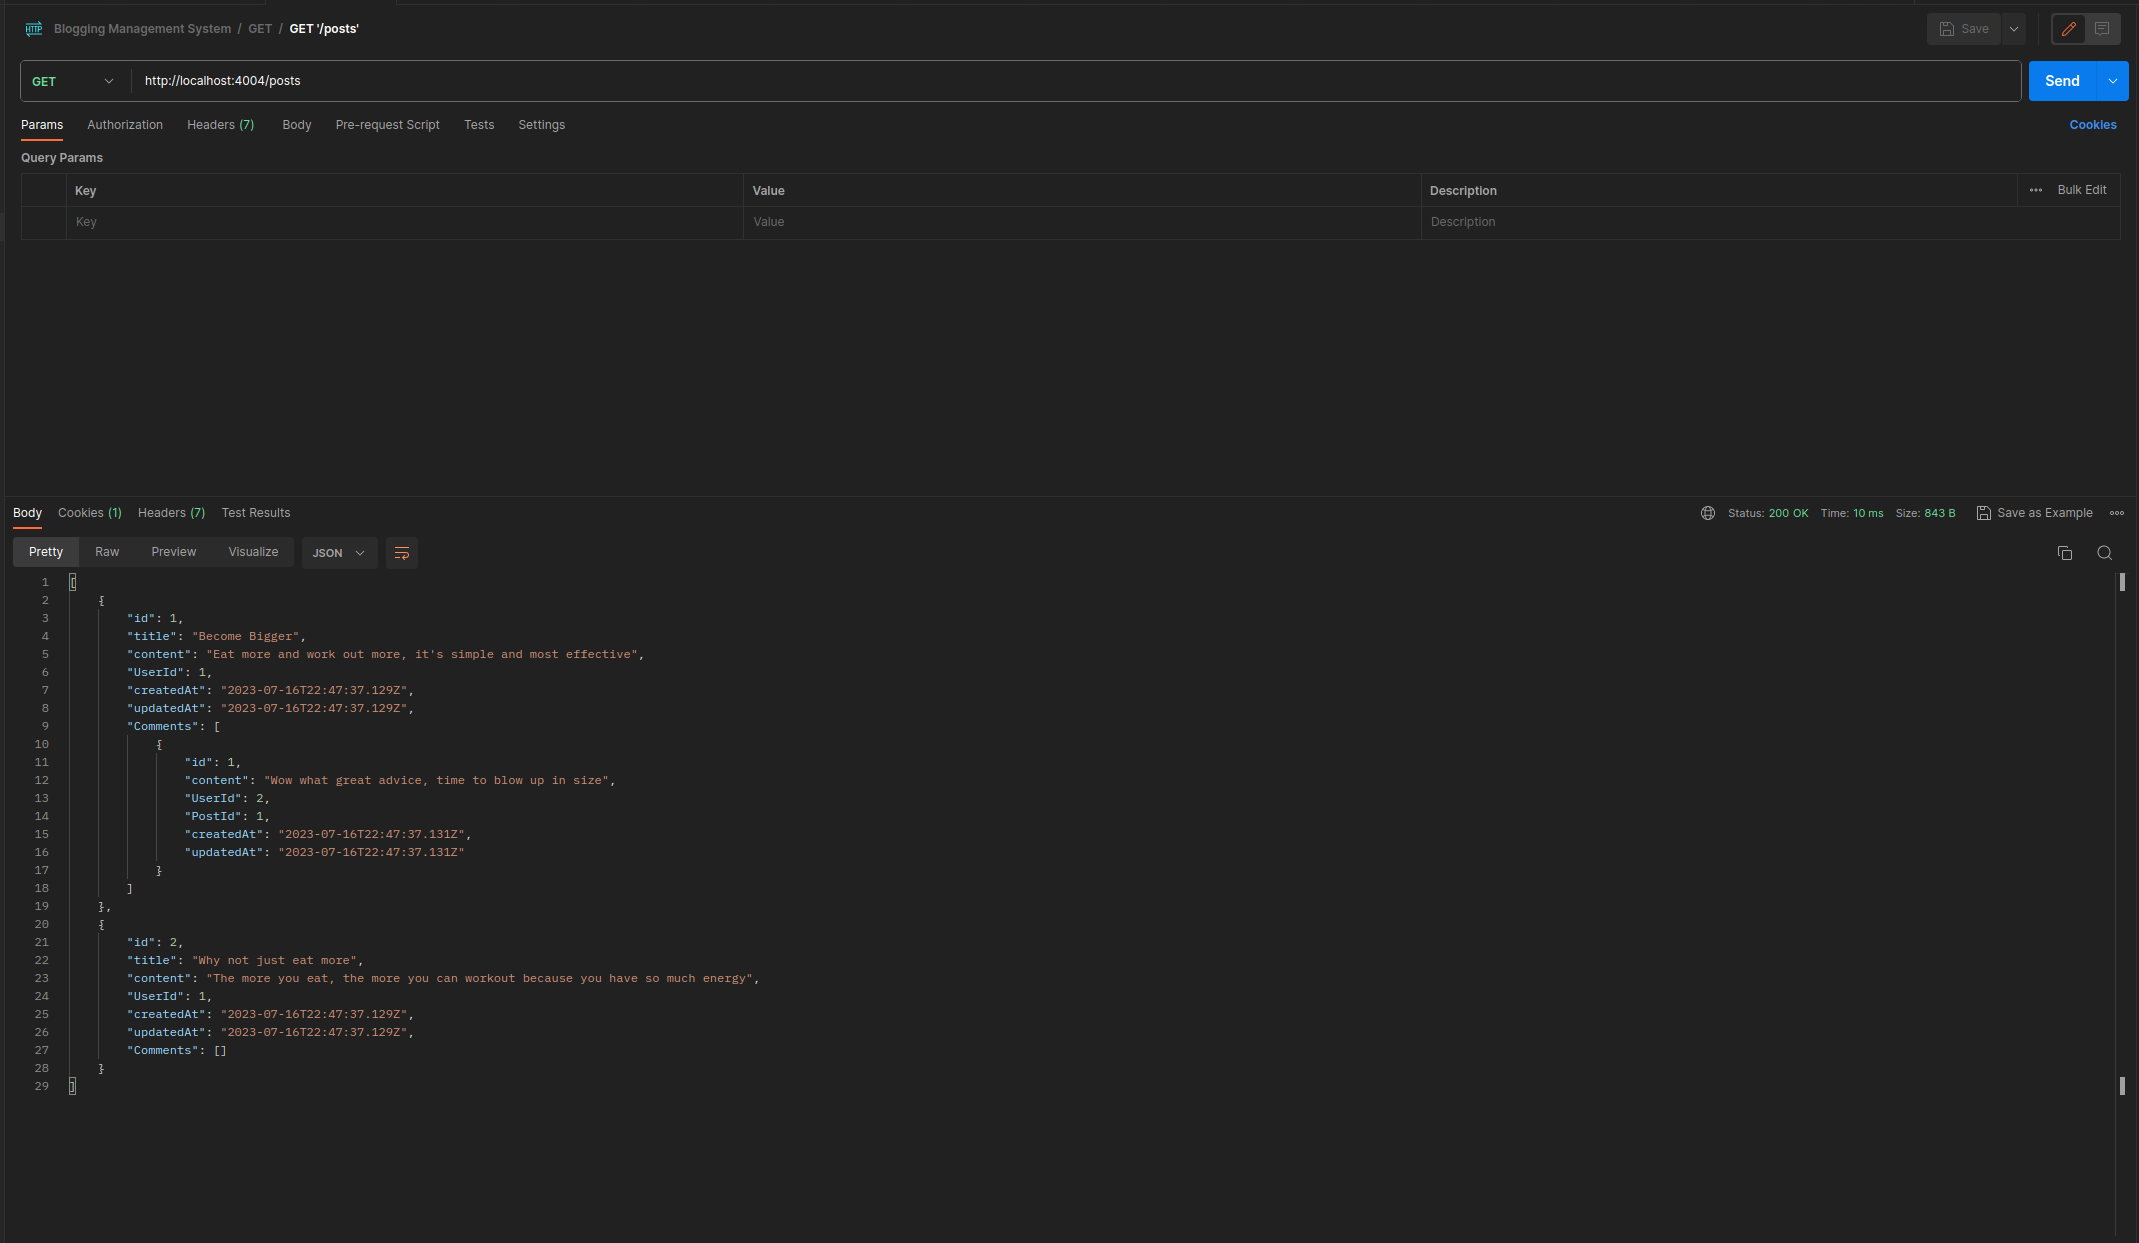 HTTP Blogging Management System / GET / GET '/posts' Save
GET http://localhost:4004/posts Send
Params Authorization Headers (7) Body Pre-request Script Tests Settings Cookies
Query Params
Key Value Description ••• Bulk Edit
Key Value Description
Body Cookies (1) Headers (7) Test Results Status: 200 OK Time: 10 ms Size: 843 B Save as Example
Pretty Raw Preview Visualize JSON
1 [
2 {
3 "id": 1,
4 "title": "Become Bigger",
5 "content": "Eat more and work out more, it's simple and most effective",
6 "UserId": 1,
7 "createdAt": "2023-07-16T22:47:37.129Z",
8 "updatedAt": "2023-07-16T22:47:37.129Z",
9 "Comments": [
10 {
11 "id": 1,
12 "content": "Wow what great advice, time to blow up in size",
13 "UserId": 2,
14 "PostId": 1,
15 "createdAt": "2023-07-16T22:47:37.131Z",
16 "updatedAt": "2023-07-16T22:47:37.131Z"
17 }
18 ]
19 },
20 {
21 "id": 2,
22 "title": "Why not just eat more",
23 "content": "The more you eat, the more you can workout because you have so much energy",
24 "UserId": 1,
25 "createdAt": "2023-07-16T22:47:37.129Z",
26 "updatedAt": "2023-07-16T22:47:37.129Z",
27 "Comments": []
28 }
29 ]